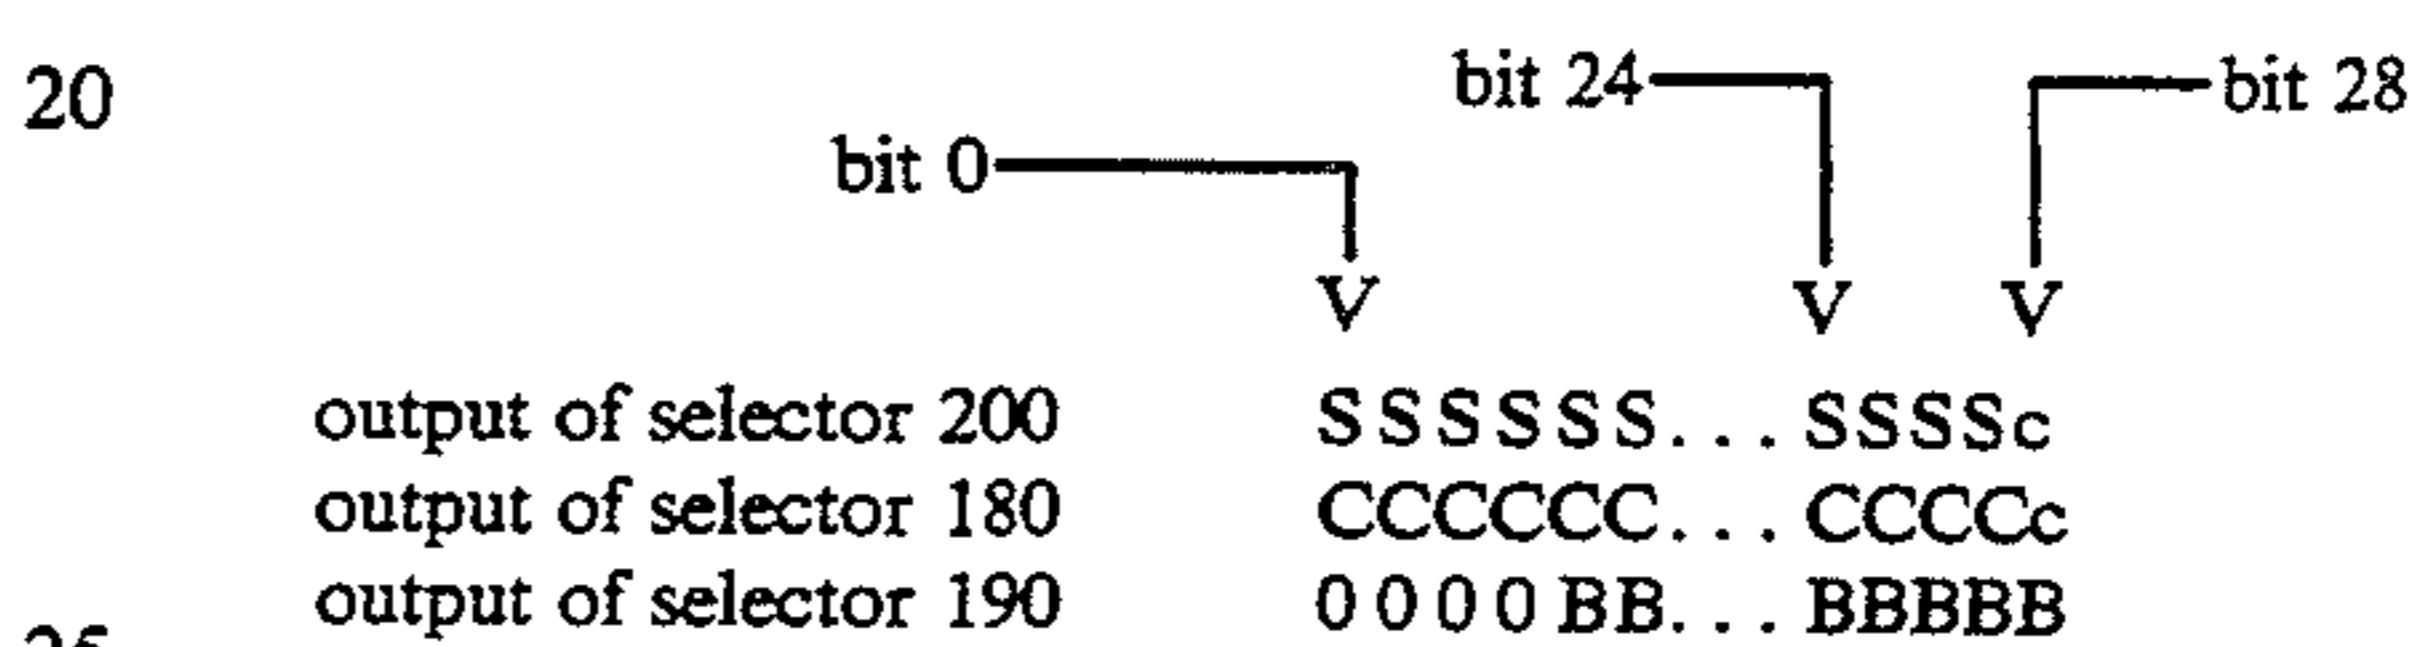 20
bit 24 bit 28
bit 0
V V V
output of selector 200 SSSSSS... SSSSc
output of selector 180 CCCCCC... CCCCc
output of selector 190 0000BB... BBBBB